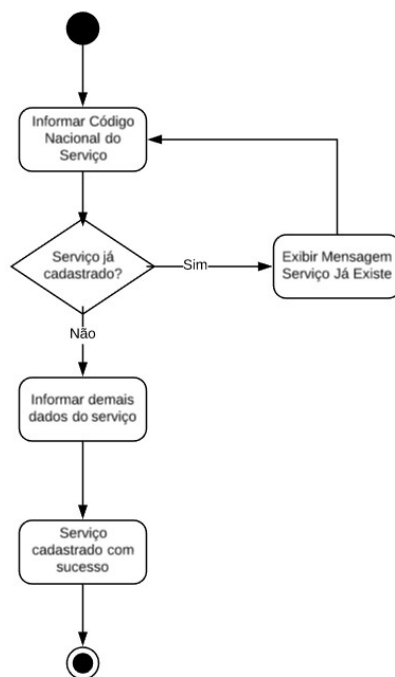 Informar Código
Nacional do
Serviço
Serviço já
cadastrado?
Sim
Exibir Mensagem
Serviço Já Existe
Não
Informar demais
dados do serviço
Serviço
cadastrado com
sucesso